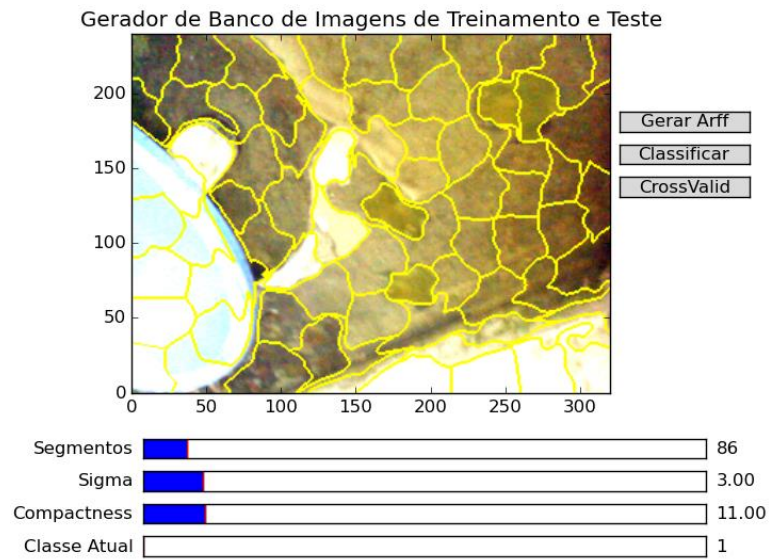 Gerador de Banco de Imagens de Treinamento e Teste
200
150
100
50
0
0 50 100 150 200 250 300
Gerar Arff
Classificar
CrossValid
Segmentos 86
Sigma 3.00
Compactness 11.00
Classe Atual 1